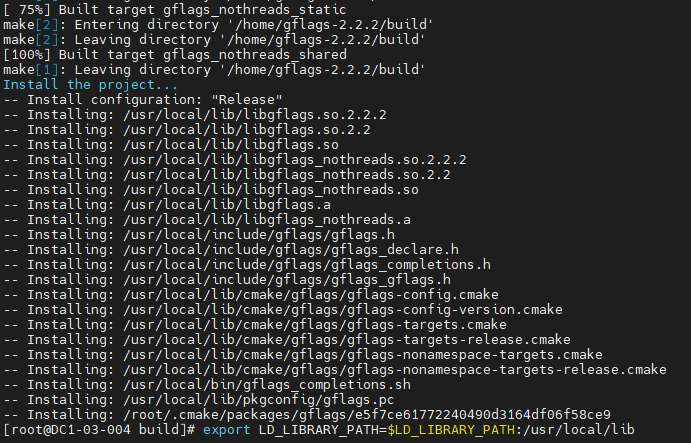 [ 75%] Built target gflags_nothreads_static
make[2]: Entering directory '/home/gflags-2.2.2/build'
make[2]: Leaving directory '/home/gflags-2.2.2/build'
[100%] Built target gflags_nothreads_shared
make[1]: Leaving directory '/home/gflags-2.2.2/build'
Install the project...
-- Install configuration: "Release"
-- Installing: /usr/local/lib/libgflags.so.2.2.2
-- Installing: /usr/local/lib/libgflags.so.2.2
-- Installing: /usr/local/lib/libgflags.so
-- Installing: /usr/local/lib/libgflags_nothreads.so.2.2.2
-- Installing: /usr/local/lib/libgflags_nothreads.so.2.2
-- Installing: /usr/local/lib/libgflags_nothreads.so
-- Installing: /usr/local/lib/libgflags.a
-- Installing: /usr/local/lib/libgflags_nothreads.a
-- Installing: /usr/local/include/gflags/gflags.h
-- Installing: /usr/local/include/gflags/gflags_declare.h
-- Installing: /usr/local/include/gflags/gflags_completions.h
-- Installing: /usr/local/include/gflags/gflags_gflags.h
-- Installing: /usr/local/lib/cmake/gflags/gflags-config.cmake
-- Installing: /usr/local/lib/cmake/gflags/gflags-config-version.cmake
-- Installing: /usr/local/lib/cmake/gflags/gflags-targets.cmake
-- Installing: /usr/local/lib/cmake/gflags/gflags-targets-release.cmake
-- Installing: /usr/local/lib/cmake/gflags/gflags-nonamespace-targets.cmake
-- Installing: /usr/local/lib/cmake/gflags/gflags-nonamespace-targets-release.cmake
-- Installing: /usr/local/bin/gflags_completions.sh
-- Installing: /usr/local/lib/pkgconfig/gflags.pc
-- Installing: /root/.cmake/packages/gflags/e5f7ce61772240490d3164df06f58ce9
[root@DC1-03-004 build]# export LD_LIBRARY_PATH=$LD_LIBRARY_PATH:/usr/local/lib